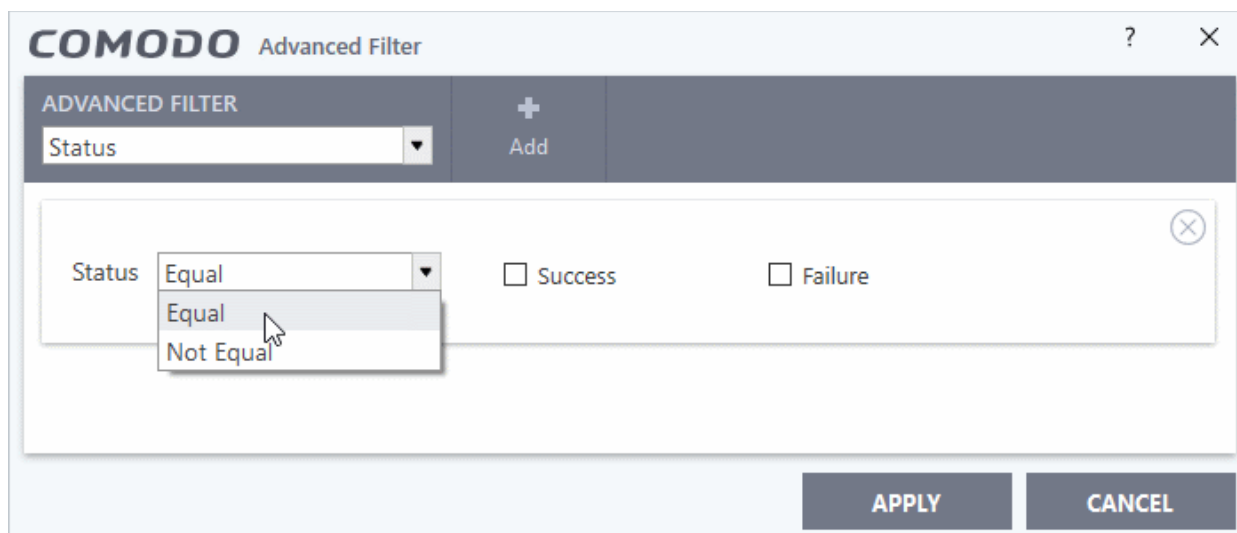 COMODO Advanced Filter ?
ADVANCED FILTER
Status
Add
Status Equal Success Failure
Equal
Not Equal
APPLY CANCEL